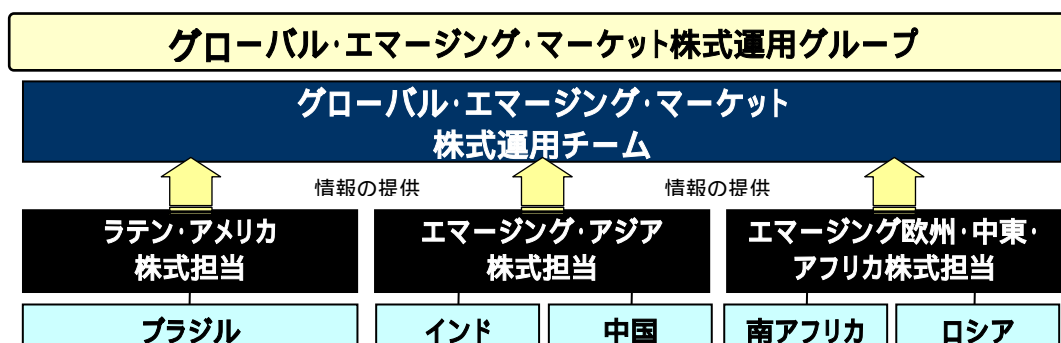 グローバル・エマージング・マーケット株式運用グループ
グローバル・エマージング・マーケット
株式運用チーム
情報の提供 情報の提供
ラテン・アメリカ
株式担当
エマージング・アジア
株式担当
エマージング欧州・中東・
アフリカ株式担当
ブラジル インド 中国 南アフリカ ロシア